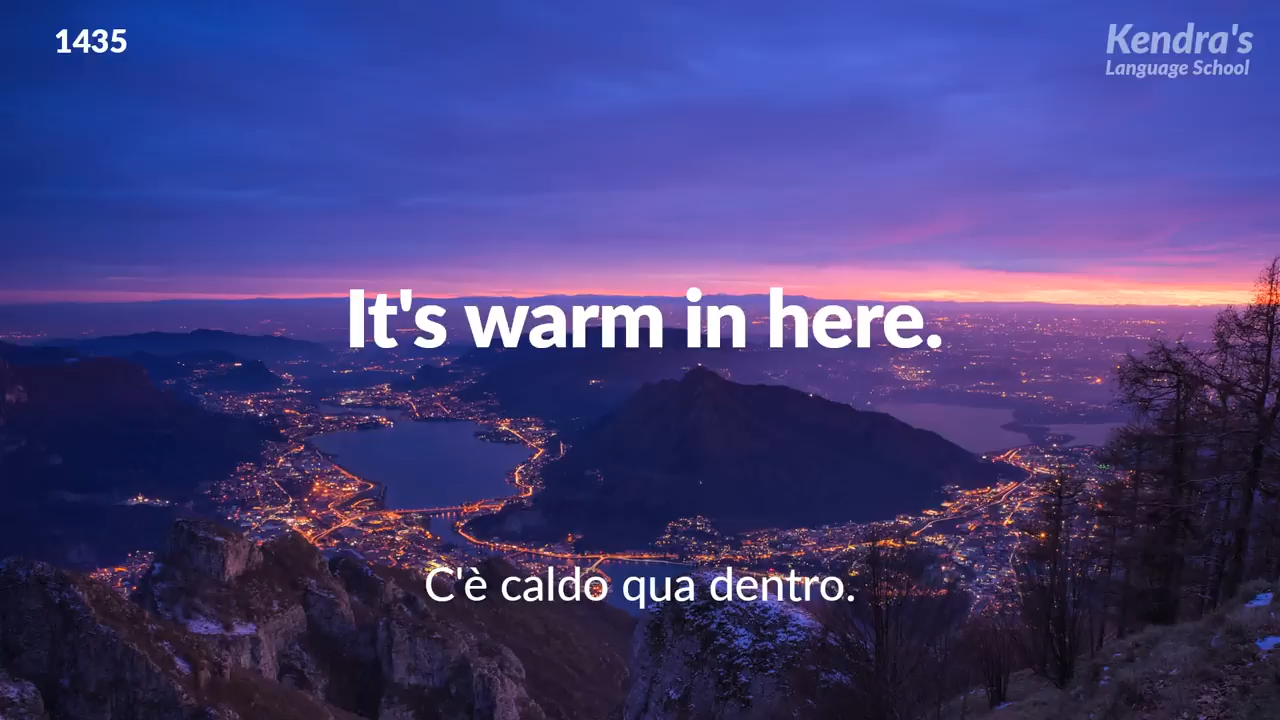 1435
Kendra's
Language School
It's warm in here.
C'è caldo qua dentro.